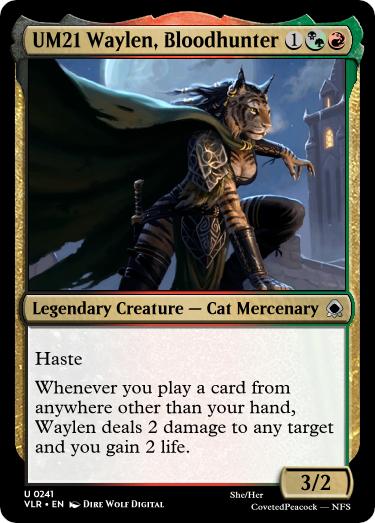 UM21 Waylen, Bloodhunter 1
Legendary Creature — Cat Mercenary
Haste
Whenever you play a card from
anywhere other than your hand,
Waylen deals 2 damage to any target
and you gain 2 life.
3/2
U 0241
VLR • EN Dire Wolf Digital
She/Her
CovetedPeacock — NFS